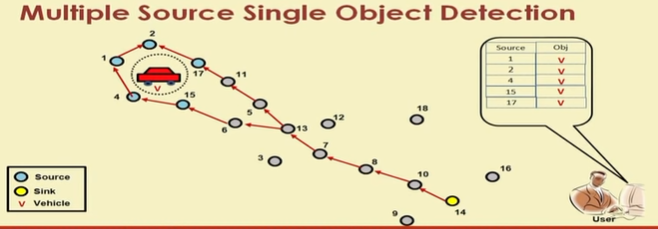 Multiple Source Single Object Detection
2
1
17
11
V
4
15
5
6
13
12
18
3
7
8
10
16
14
9
Source Obj
1 V
2 V
4 V
15 V
17 V
Source
Sink
V Vehicle
User